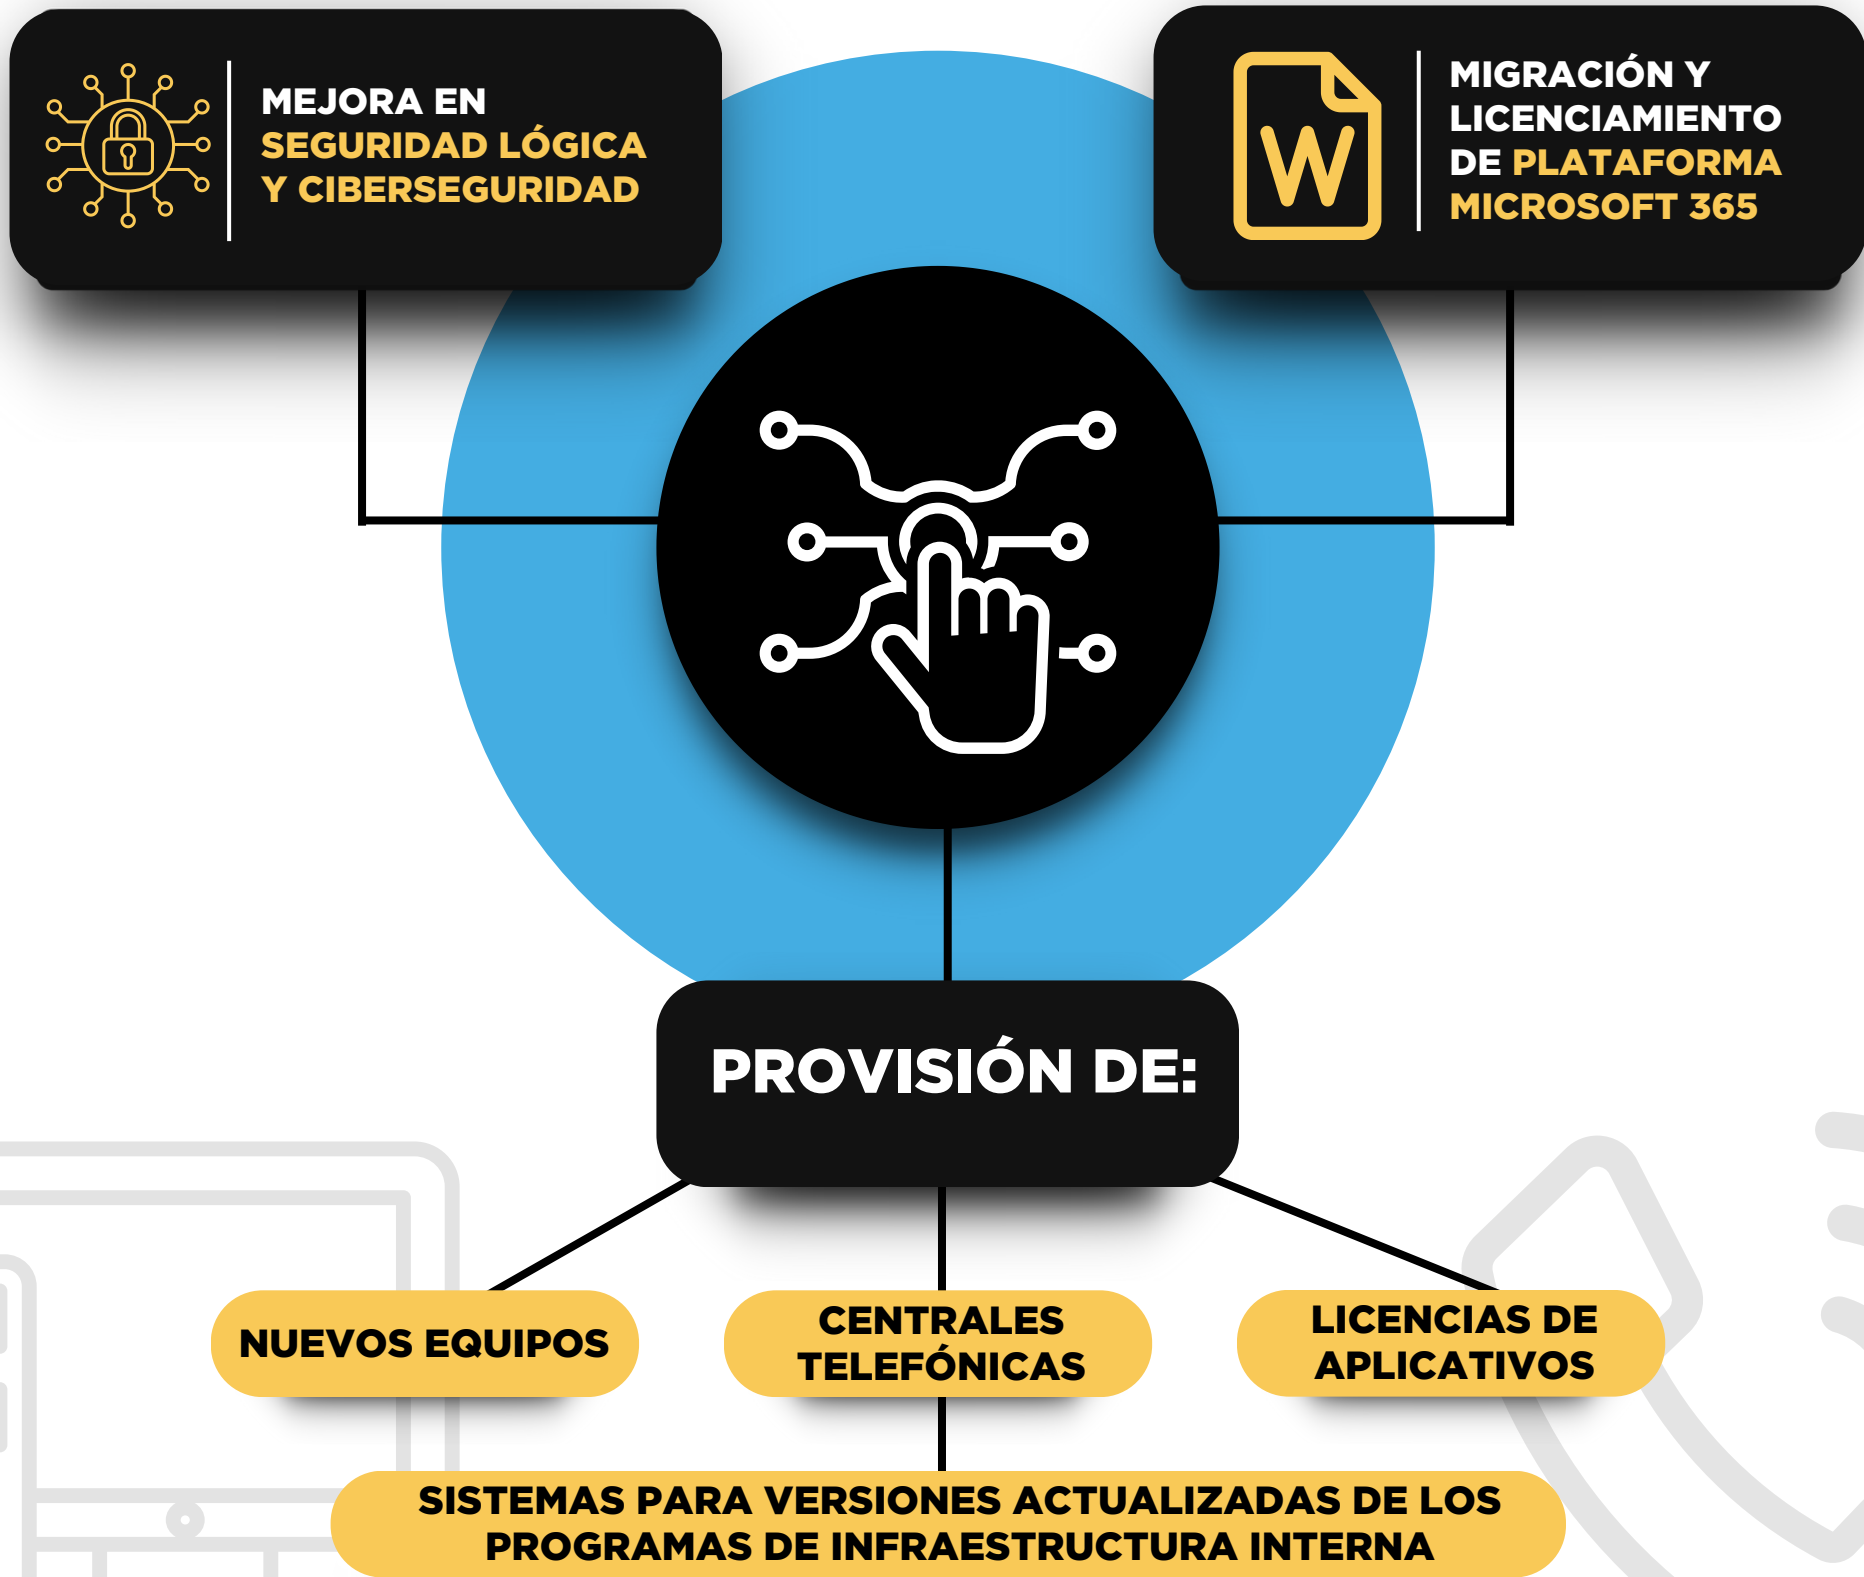 MEJORA EN
SEGURIDAD LÓGICA
Y CIBERSEGURIDAD
W
MIGRACIÓN Y
LICENCIAMIENTO
DE PLATAFORMA
MICROSOFT 365
PROVISIÓN DE:
NUEVOS EQUIPOS
CENTRALES
TELEFÓNICAS
LICENCIAS DE
APLICATIVOS
SISTEMAS PARA VERSIONES ACTUALIZADAS DE LOS
PROGRAMAS DE INFRAESTRUCTURA INTERNA